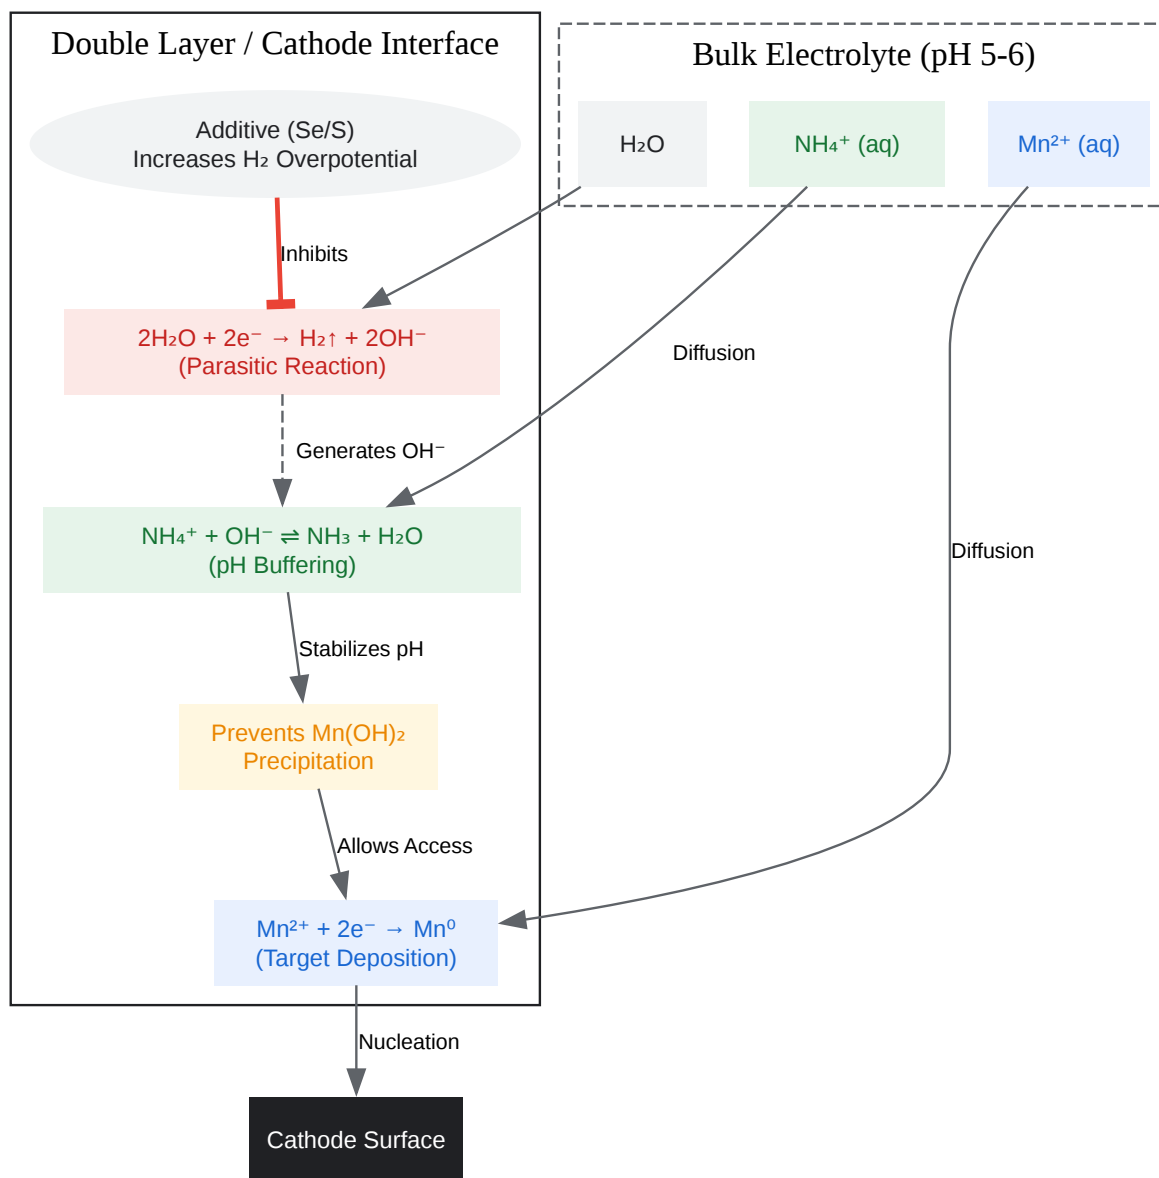 Double Layer / Cathode Interface
Bulk Electrolyte (pH 5-6)
Additive (Se/S)
Increases H₂ Overpotential
H₂O
NH₄⁺ (aq)
Mn²⁺ (aq)
Inhibits
2H₂O + 2e⁻ → H₂↑ + 2OH⁻
(Parasitic Reaction)
Diffusion
Generates OH⁻
NH₄⁺ + OH⁻ ⇌ NH₃ + H₂O
(pH Buffering)
Diffusion
Stabilizes pH
Prevents Mn(OH)₂
Precipitation
Allows Access
Mn²⁺ + 2e⁻ → Mn⁰
(Target Deposition)
Nucleation
Cathode Surface